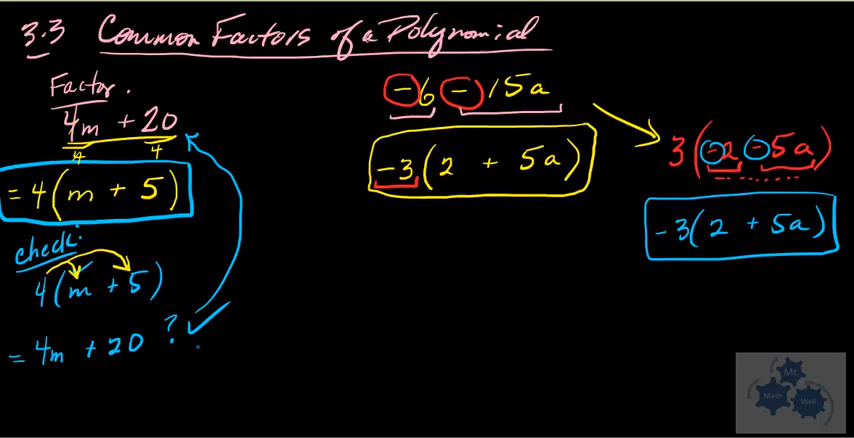 3.3 Common Factors of a Polynomial
Factor.
4m + 20
4 4
= 4(m + 5)
check:
4(m + 5)
= 4m + 20 ?
-6 - 15a
-3(2 + 5a)
3(-2 - 5a)
-3(2 + 5a)
Mr.
Math Wall